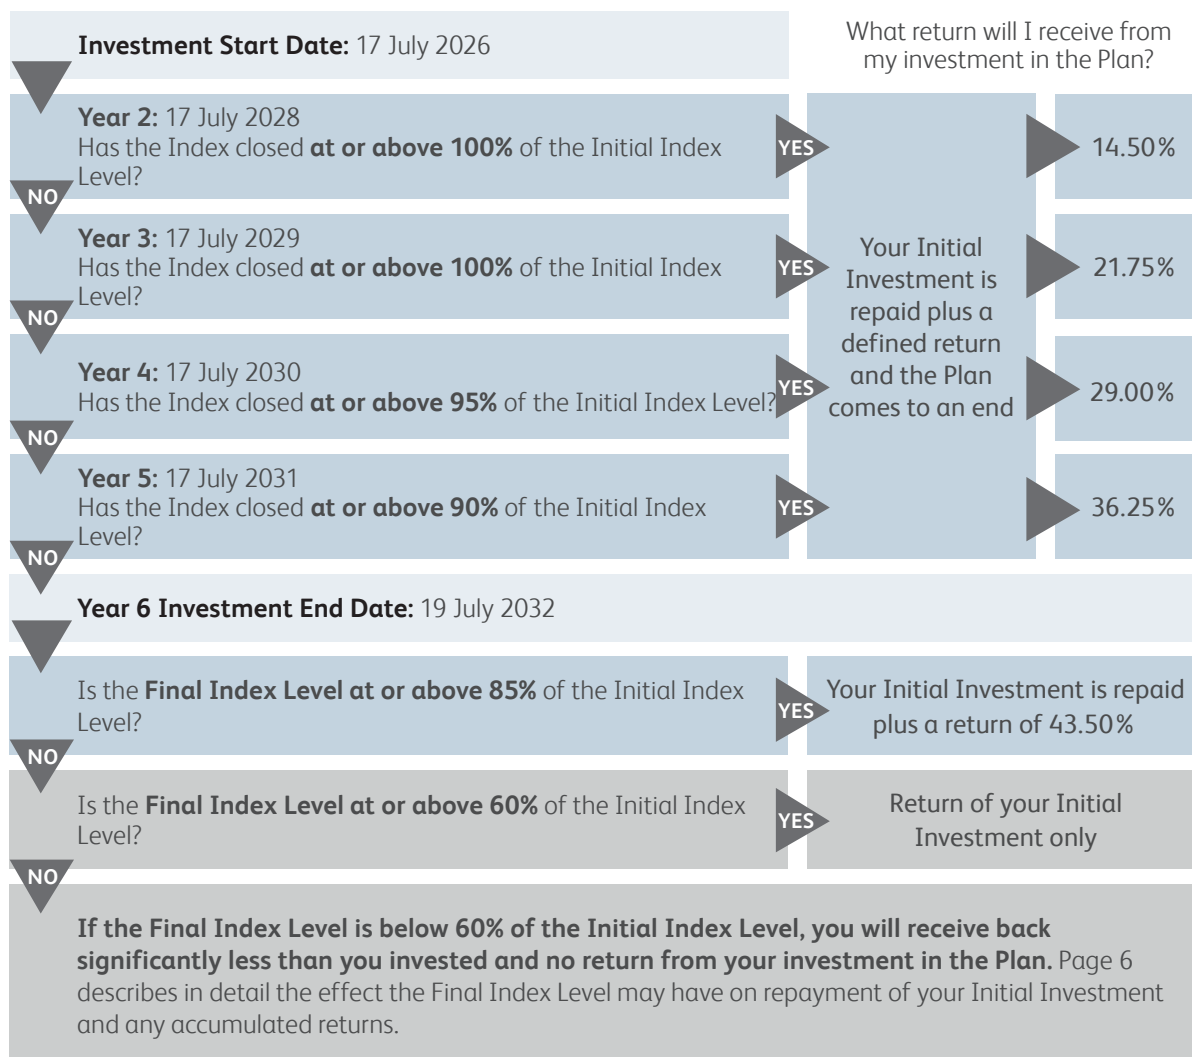 Investment Start Date: 17 July 2026
What return will I receive from
my investment in the Plan?
Year 2: 17 July 2028
Has the Index closed at or above 100% of the Initial Index
Level?
YES
14.50%
NO
Year 3: 17 July 2029
Has the Index closed at or above 100% of the Initial Index
Level?
YES
21.75%
NO
Your Initial
Investment is
repaid plus a
defined return
and the Plan
comes to an end
Year 4: 17 July 2030
Has the Index closed at or above 95% of the Initial Index Level?
YES
29.00%
NO
Year 5: 17 July 2031
Has the Index closed at or above 90% of the Initial Index
Level?
YES
36.25%
NO
Year 6 Investment End Date: 19 July 2032
Is the Final Index Level at or above 85% of the Initial Index
Level?
YES
Your Initial Investment is repaid
plus a return of 43.50%
NO
Is the Final Index Level at or above 60% of the Initial Index
Level?
YES
Return of your Initial
Investment only
NO
If the Final Index Level is below 60% of the Initial Index Level, you will receive back
significantly less than you invested and no return from your investment in the Plan. Page 6
describes in detail the effect the Final Index Level may have on repayment of your Initial Investment
and any accumulated returns.